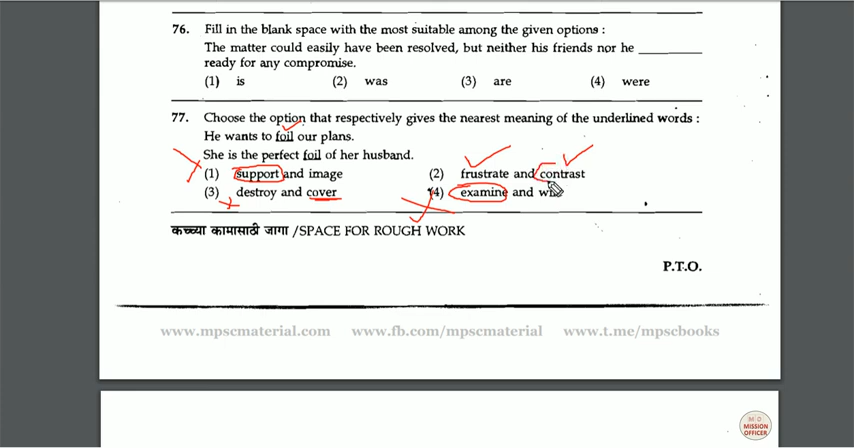 76. Fill in the blank space with the most suitable among the given options :
The matter could easily have been resolved, but neither his friends nor he __________
ready for any compromise.
(1) is (2) was (3) are (4) were
77. Choose the option that respectively gives the nearest meaning of the underlined words :
He wants to foil our plans.
She is the perfect foil of her husband.
(1) support and image (2) frustrate and contrast
(3) destroy and cover (4) examine and
कच्च्या कामासाठी जागा /SPACE FOR ROUGH WORK
P.T.O.
www.mpscmaterial.com www.fb.com/mpscmaterial www.t.me/mpscbooks
M D
MISSION
OFFICER